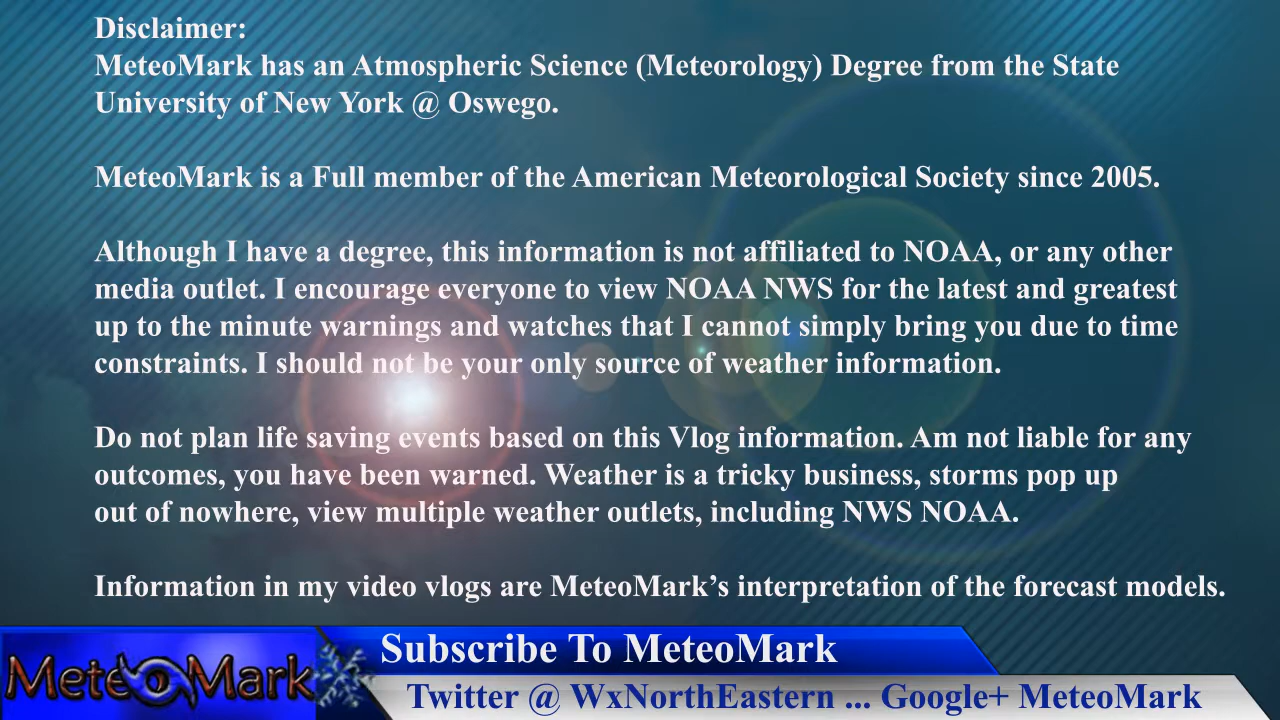 Disclaimer:
MeteoMark has an Atmospheric Science (Meteorology) Degree from the State
University of New York @ Oswego.
MeteoMark is a Full member of the American Meteorological Society since 2005.
Although I have a degree, this information is not affiliated to NOAA, or any other
media outlet. I encourage everyone to view NOAA NWS for the latest and greatest
up to the minute warnings and watches that I cannot simply bring you due to time
constraints. I should not be your only source of weather information.
Do not plan life saving events based on this Vlog information. Am not liable for any
outcomes, you have been warned. Weather is a tricky business, storms pop up
out of nowhere, view multiple weather outlets, including NWS NOAA.
Information in my video vlogs are MeteoMark’s interpretation of the forecast models.
Subscribe To MeteoMark
MeteoMark
Twitter @ WxNorthEastern ... Google+ MeteoMark